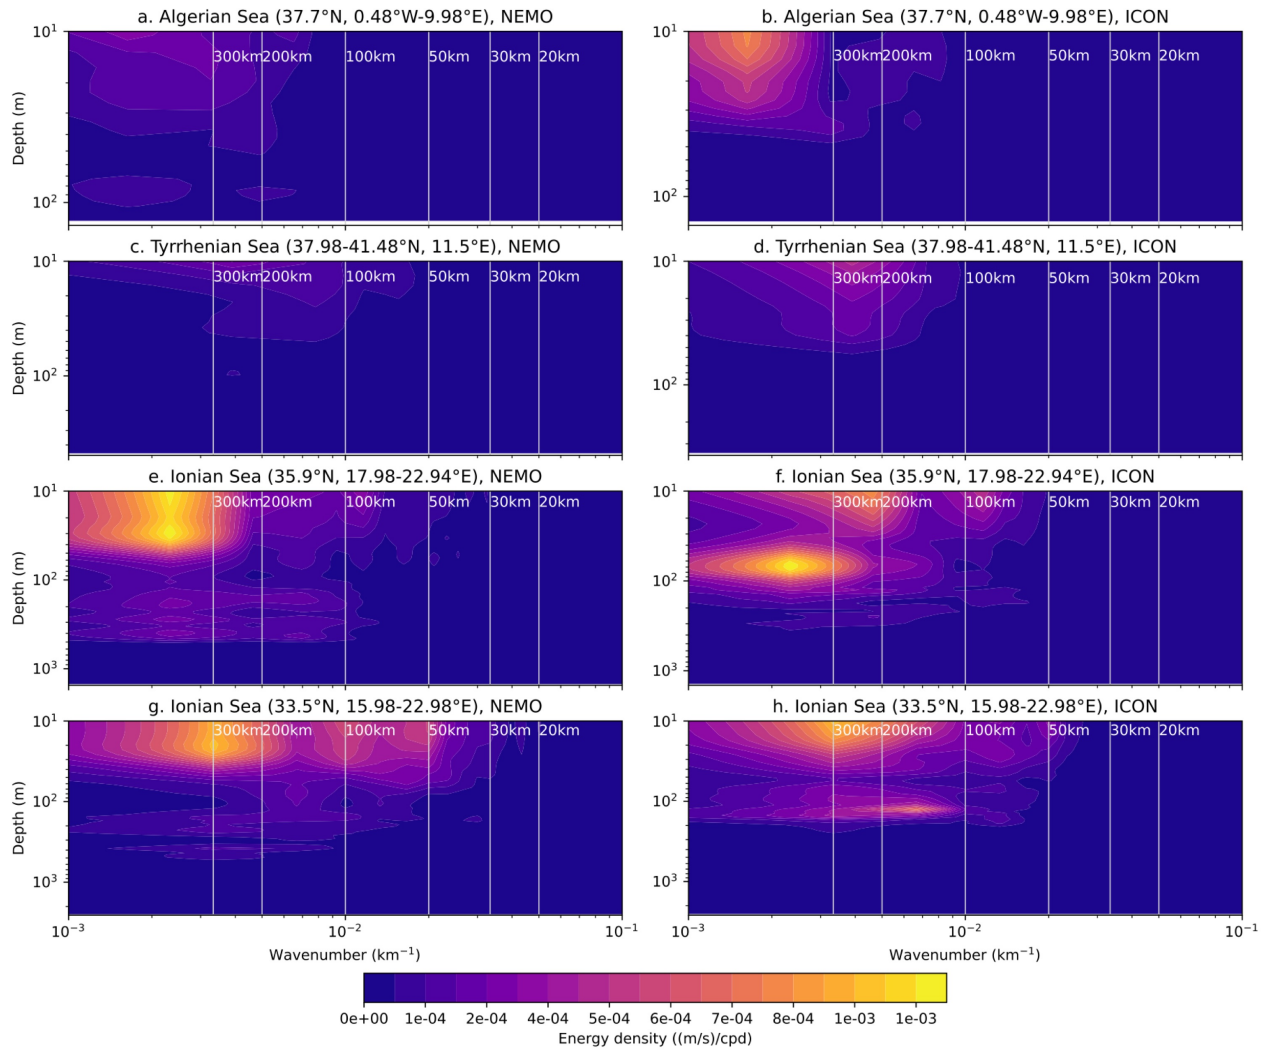 a. Algerian Sea (37.7°N, 0.48°W-9.98°E), NEMO
b. Algerian Sea (37.7°N, 0.48°W-9.98°E), ICON
10¹
300km 200km 100km 50km 30km 20km
10¹
300km 200km 100km 50km 30km 20km
Depth (m)
10²
10²
c. Tyrrhenian Sea (37.98-41.48°N, 11.5°E), NEMO
d. Tyrrhenian Sea (37.98-41.48°N, 11.5°E), ICON
10¹
300km 200km 100km 50km 30km 20km
10¹
300km 200km 100km 50km 30km 20km
Depth (m)
10²
10²
e. Ionian Sea (35.9°N, 17.98-22.94°E), NEMO
f. Ionian Sea (35.9°N, 17.98-22.94°E), ICON
10¹
300km 200km 100km 50km 30km 20km
10¹
300km 200km 100km 50km 30km 20km
Depth (m)
10²
10²
10³
10³
g. Ionian Sea (33.5°N, 15.98-22.98°E), NEMO
h. Ionian Sea (33.5°N, 15.98-22.98°E), ICON
10¹
300km 200km 100km 50km 30km 20km
10¹
300km 200km 100km 50km 30km 20km
Depth (m)
10²
10²
10³
10³
10⁻³ 10⁻² 10⁻¹
10⁻³ 10⁻² 10⁻¹
Wavenumber (km⁻¹)
Wavenumber (km⁻¹)
0e+00 1e-04 2e-04 4e-04 5e-04 6e-04 7e-04 8e-04 1e-03 1e-03
Energy density ((m/s)/cpd)